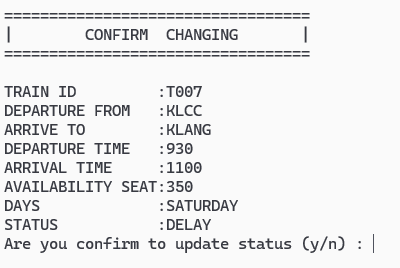 ==================================
|        CONFIRM  CHANGING       |
==================================
TRAIN ID         :T007
DEPARTURE FROM   :KLCC
ARRIVE TO        :KLANG
DEPARTURE TIME   :930
ARRIVAL TIME     :1100
AVAILABILITY SEAT:350
DAYS             :SATURDAY
STATUS           :DELAY
Are you confirm to update status (y/n) :